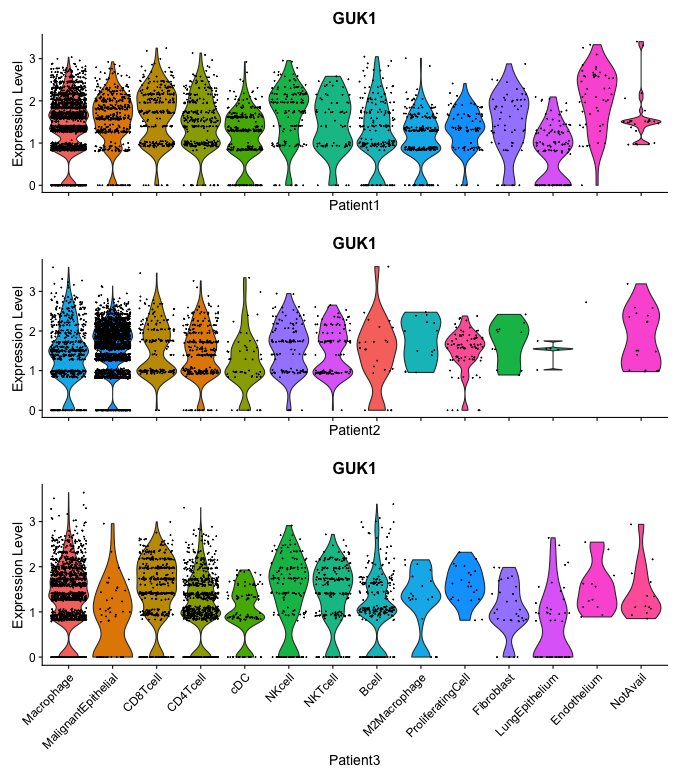 GUK1
Expression Level
3
2
1
0
Patient1
GUK1
Expression Level
3
2
1
0
Patient2
GUK1
Expression Level
3
2
1
0
Macrophage
MalignantEpithelial
CD8Tcell
CD4Tcell
cDC
NKcell
NKTcell
Bcell
M2Macrophage
ProliferatingCell
Fibroblast
LungEpithelium
Endothelium
NotAvail
Patient3